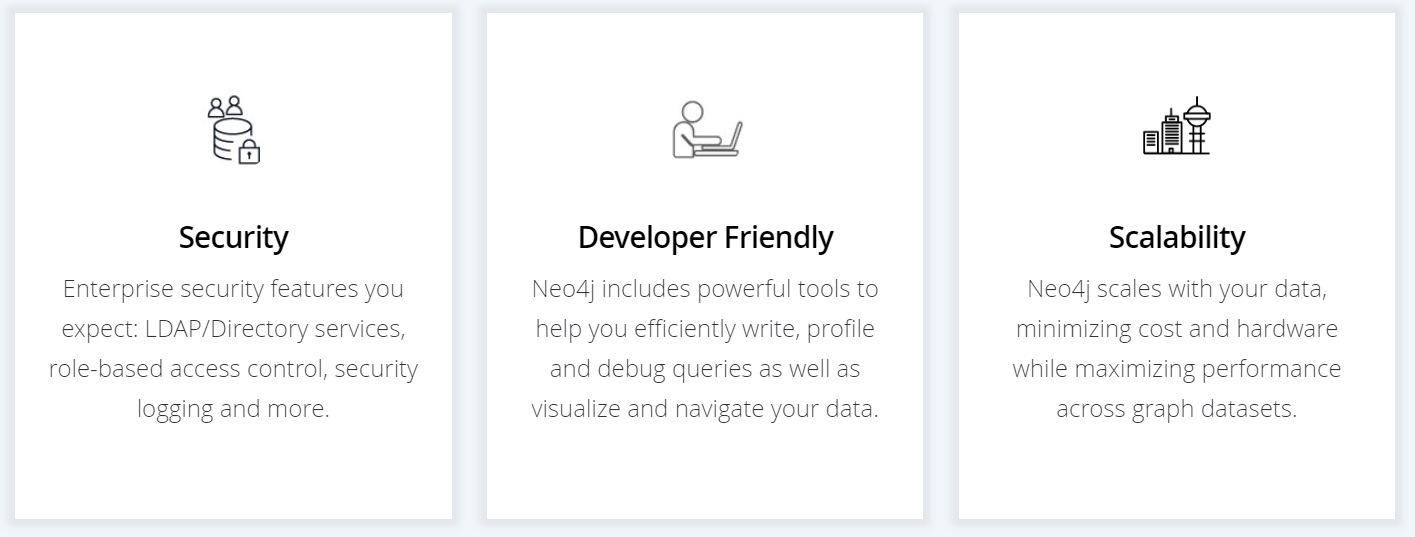 Security
Enterprise security features you
expect: LDAP/Directory services,
role-based access control, security
logging and more.
Developer Friendly
Neo4j includes powerful tools to
help you efficiently write, profile
and debug queries as well as
visualize and navigate your data.
Scalability
Neo4j scales with your data,
minimizing cost and hardware
while maximizing performance
across graph datasets.